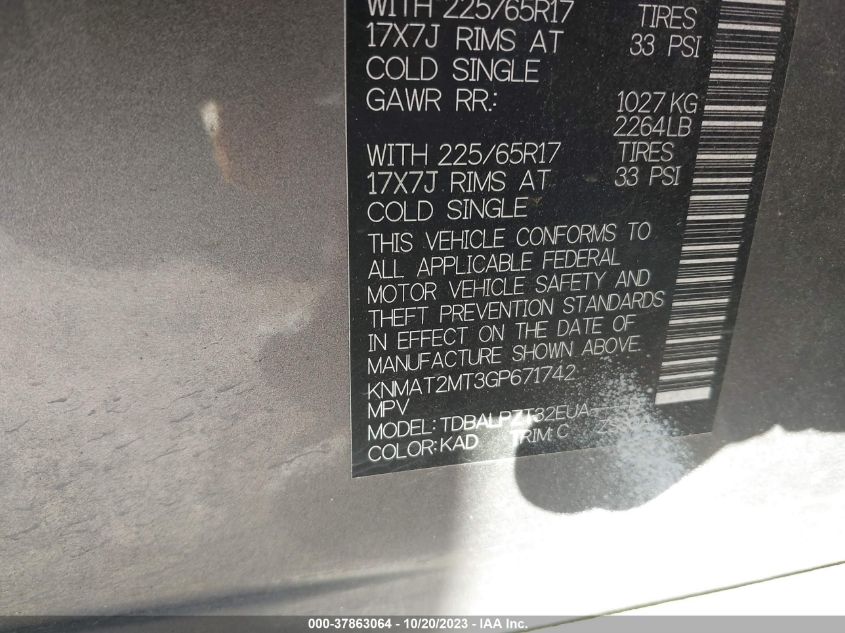 WITH 225/65R17 TIRES
17X7J RIMS AT 33 PSI
COLD SINGLE
GAWR RR: 1027 KG
2264LB
WITH 225/65R17 TIRES
17X7J RIMS AT 33 PSI
COLD SINGLE
THIS VEHICLE CONFORMS TO
ALL APPLICABLE FEDERAL
MOTOR VEHICLE SAFETY AND
THEFT PREVENTION STANDARDS
IN EFFECT ON THE DATE OF
MANUFACTURE SHOWN ABOVE.
KNMAT2MT3GP671742
MPV
MODEL: TDBALPZT32EUA
COLOR: KAD TRIM: C
000-37863064 | 10/20/2023 | IAA Inc.